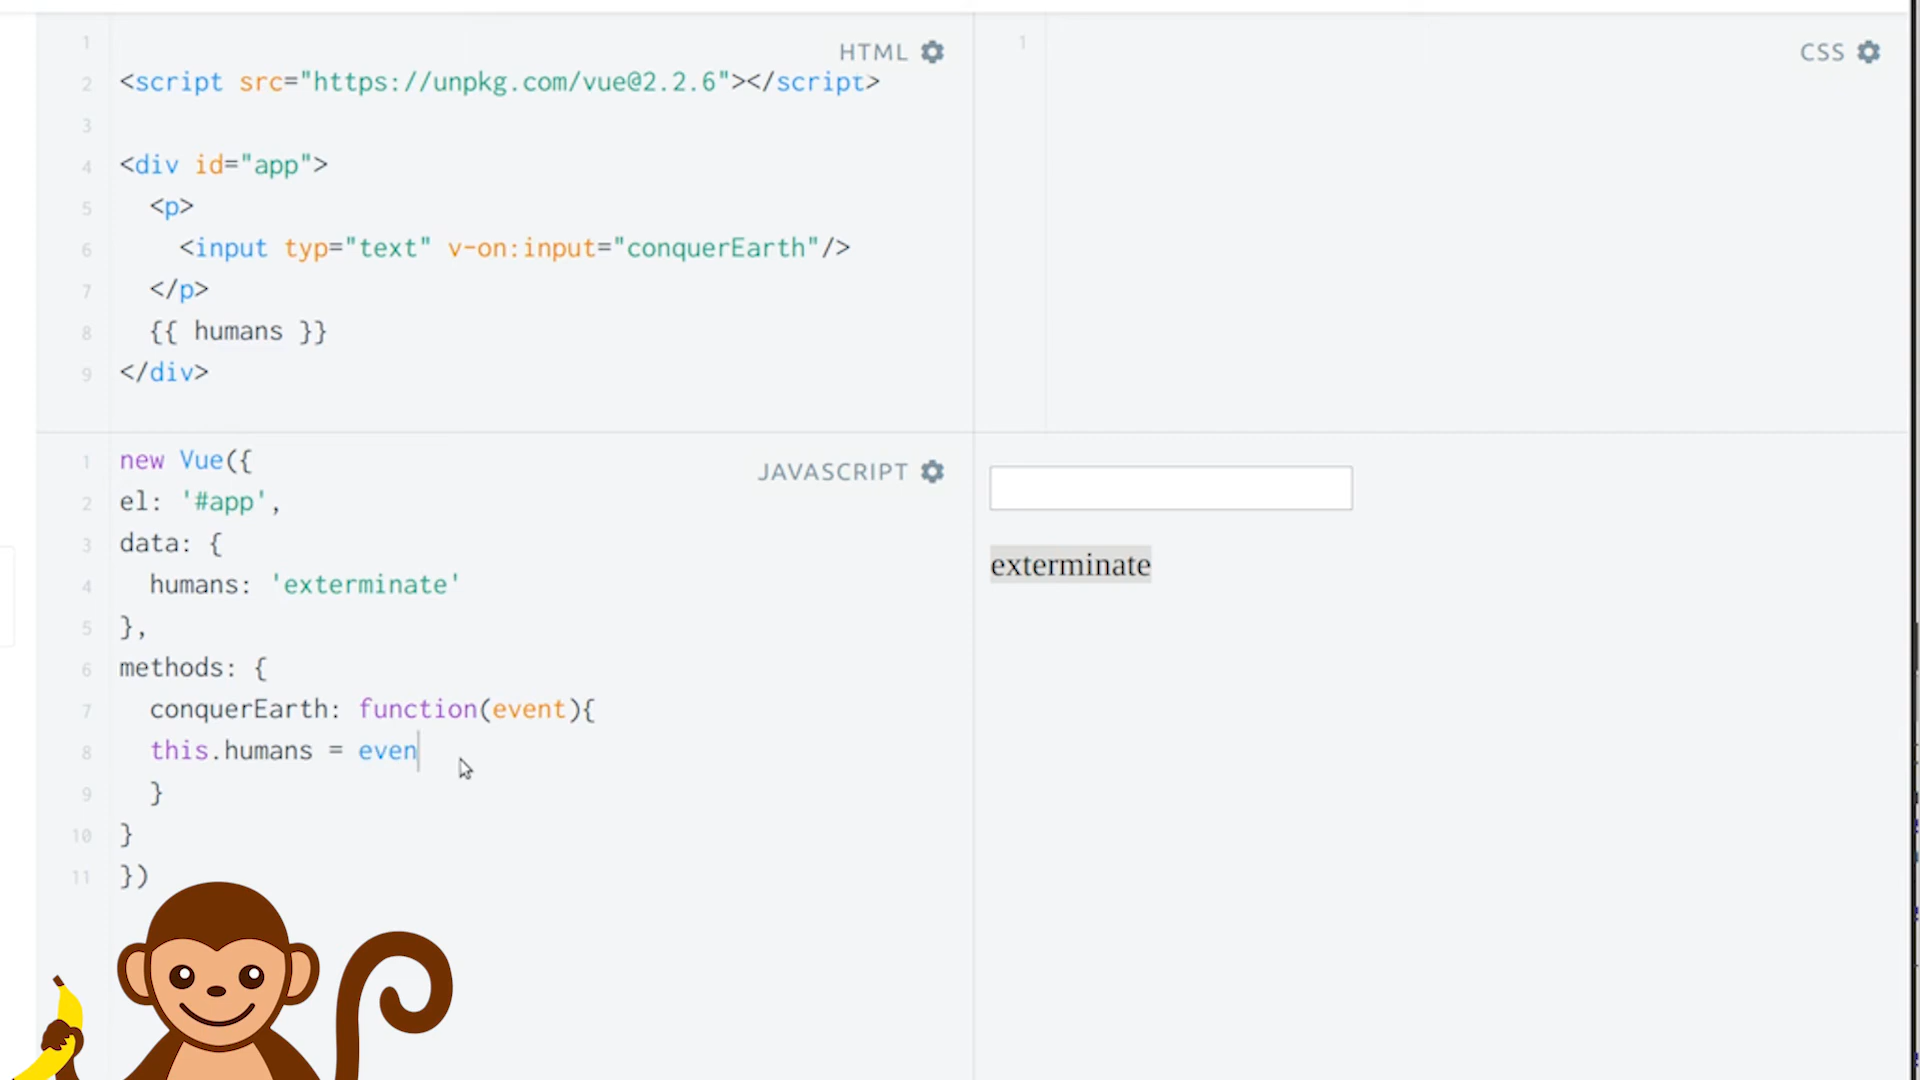 HTML
1
2 <script src="https://unpkg.com/vue@2.2.6"></script>
3
4 <div id="app">
5 <p>
6 <input typ="text" v-on:input="conquerEarth"/>
7 </p>
8 {{ humans }}
9 </div>
CSS
1
JAVASCRIPT
1 new Vue({
2 el: '#app',
3 data: {
4 humans: 'exterminate'
5 },
6 methods: {
7 conquerEarth: function(event){
8 this.humans = even
9 }
10 }
11 })
exterminate